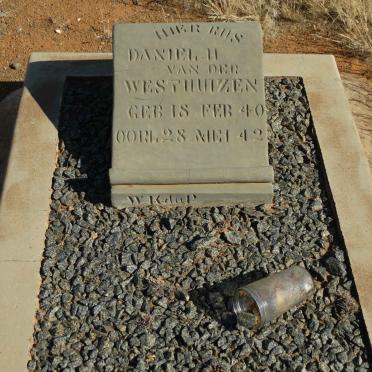 HIER RUS
DANIEL H
VAN DER
WESTHUIZEN
GEB 18 FEB 40
OORL 28 MEI 42
W.K.d.P.